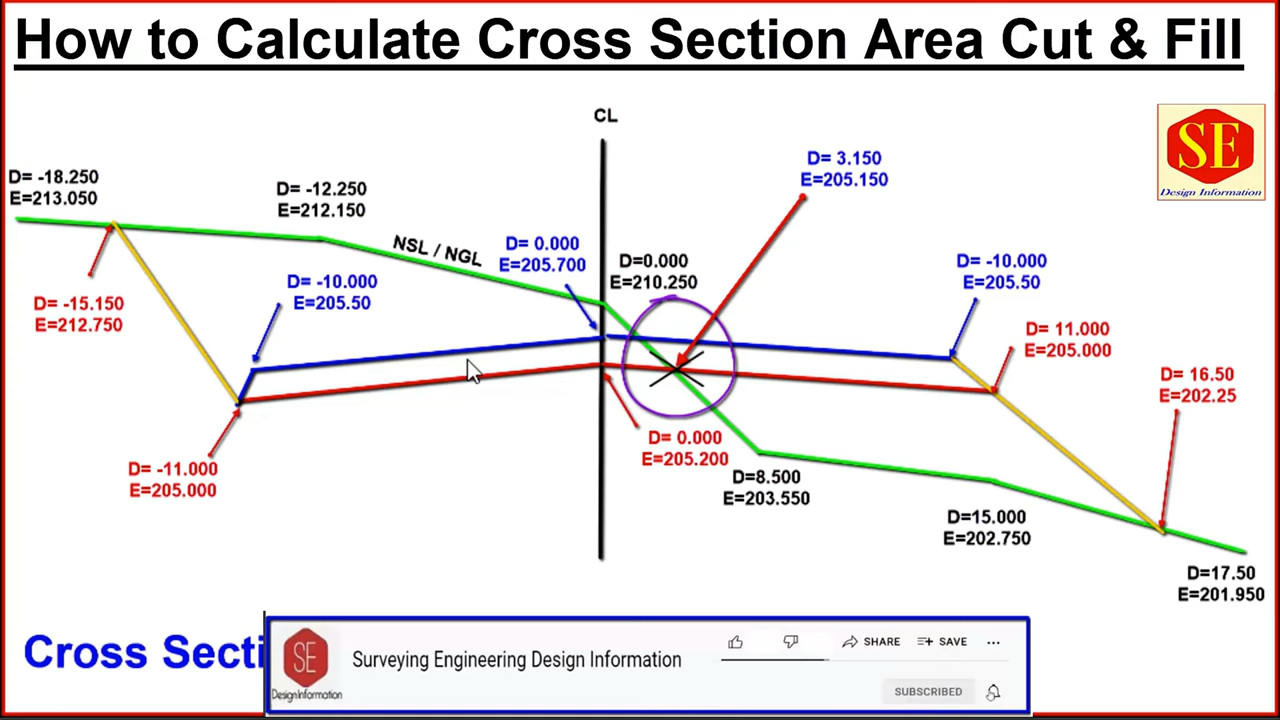 How to Calculate Cross Section Area Cut & Fill
CL
SE
Design Information
D= -18.250
E=213.050
D= -12.250
E=212.150
NSL / NGL
D= 0.000
E=205.700
D=0.000
E=210.250
D= 3.150
E=205.150
D= -10.000
E=205.50
D= -15.150
E=212.750
D= -10.000
E=205.50
D= 11.000
E=205.000
D= 16.50
E=202.25
D= -11.000
E=205.000
D= 0.000
E=205.200
D=8.500
E=203.550
D=15.000
E=202.750
D=17.50
E=201.950
Cross Secti
SE
Design Information
Surveying Engineering Design Information
SHARE
SAVE
SUBSCRIBED